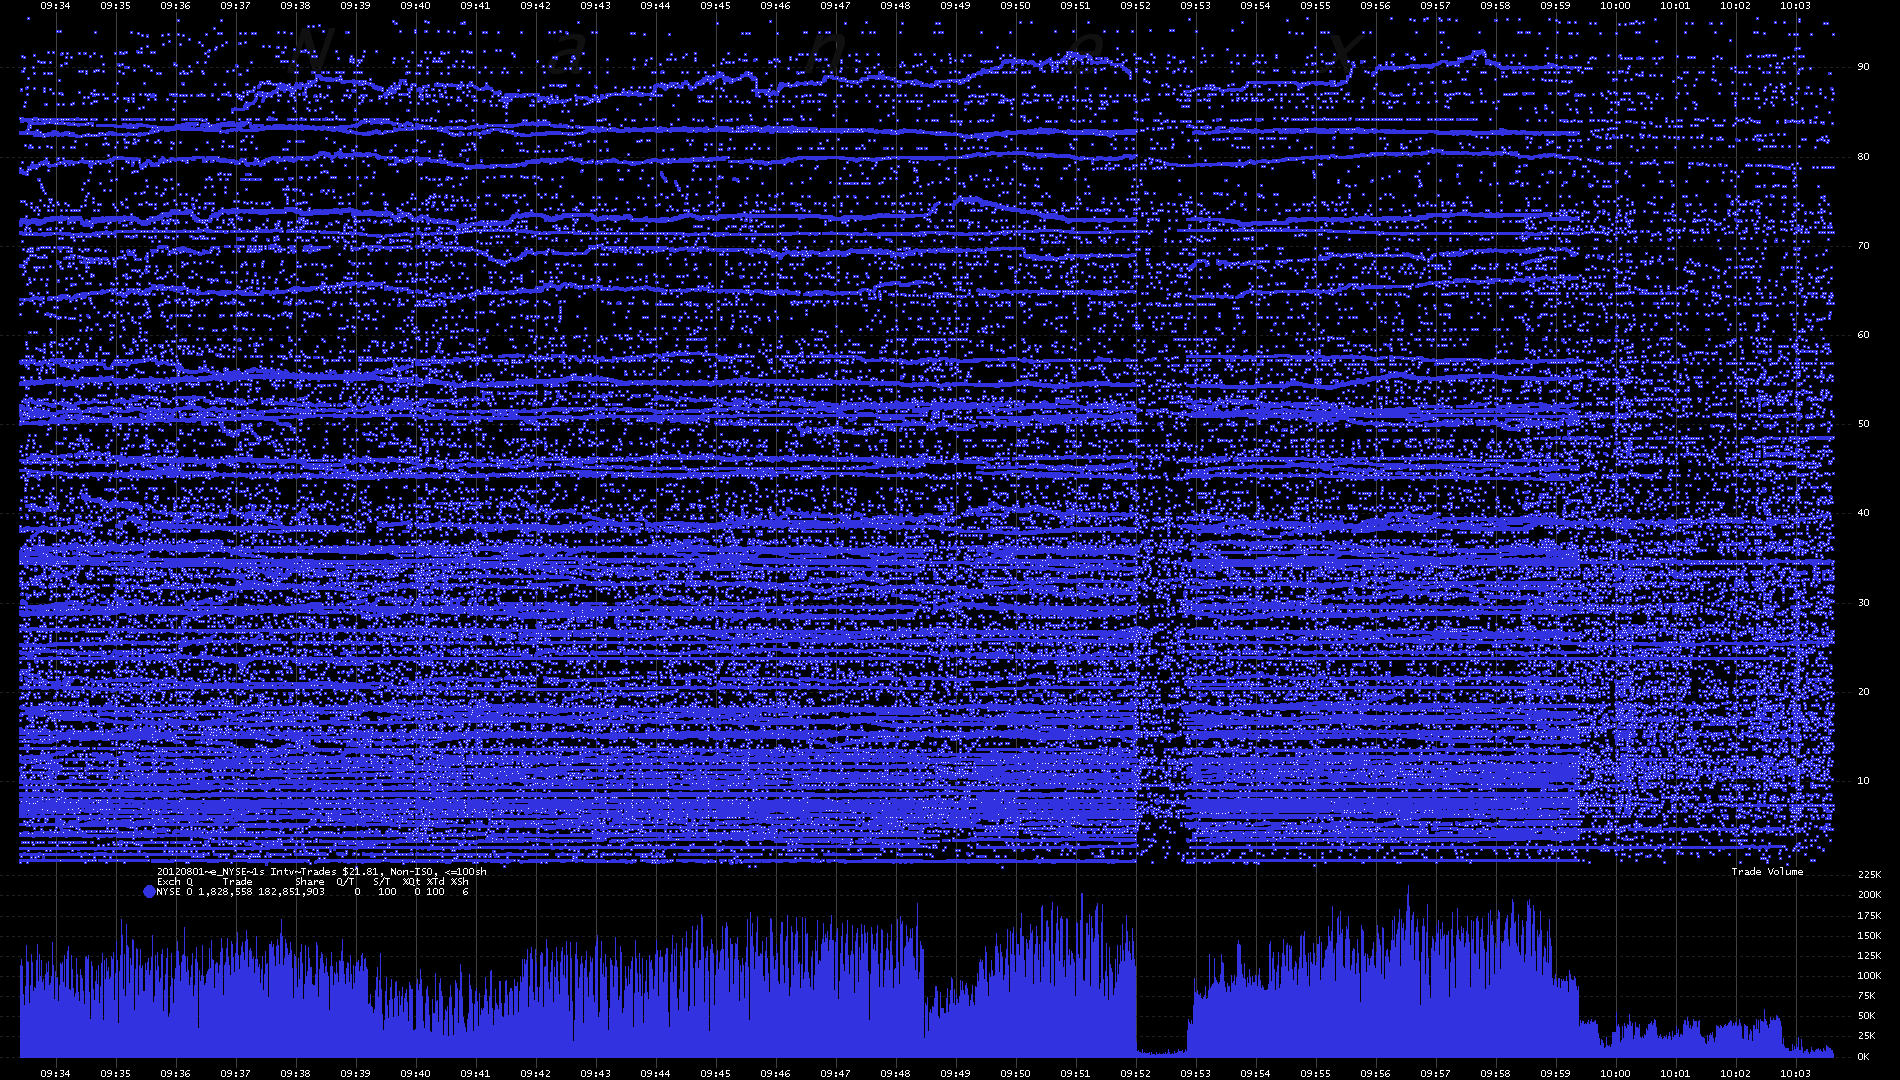 09:34 09:35 09:36 09:37 09:38 09:39 09:40 09:41 09:42 09:43 09:44 09:45 09:46 09:47 09:48 09:49 09:50 09:51 09:52 09:53 09:54 09:55 09:56 09:57 09:58 09:59 10:00 10:01 10:02 10:03
N a n e x
90
80
70
60
50
40
30
20
10
20120801~e_NYSE~1s Intv~Trades $21.81, Non-ISO, <=100sh
Trade Volume
Exch Q Trade Share Q/T S/T %Qt %Td %Sh
NYSE 0 1,828,558 182,851,903 0 100 0 100 6
225K
200K
175K
150K
125K
100K
75K
50K
25K
0K
09:34 09:35 09:36 09:37 09:38 09:39 09:40 09:41 09:42 09:43 09:44 09:45 09:46 09:47 09:48 09:49 09:50 09:51 09:52 09:53 09:54 09:55 09:56 09:57 09:58 09:59 10:00 10:01 10:02 10:03